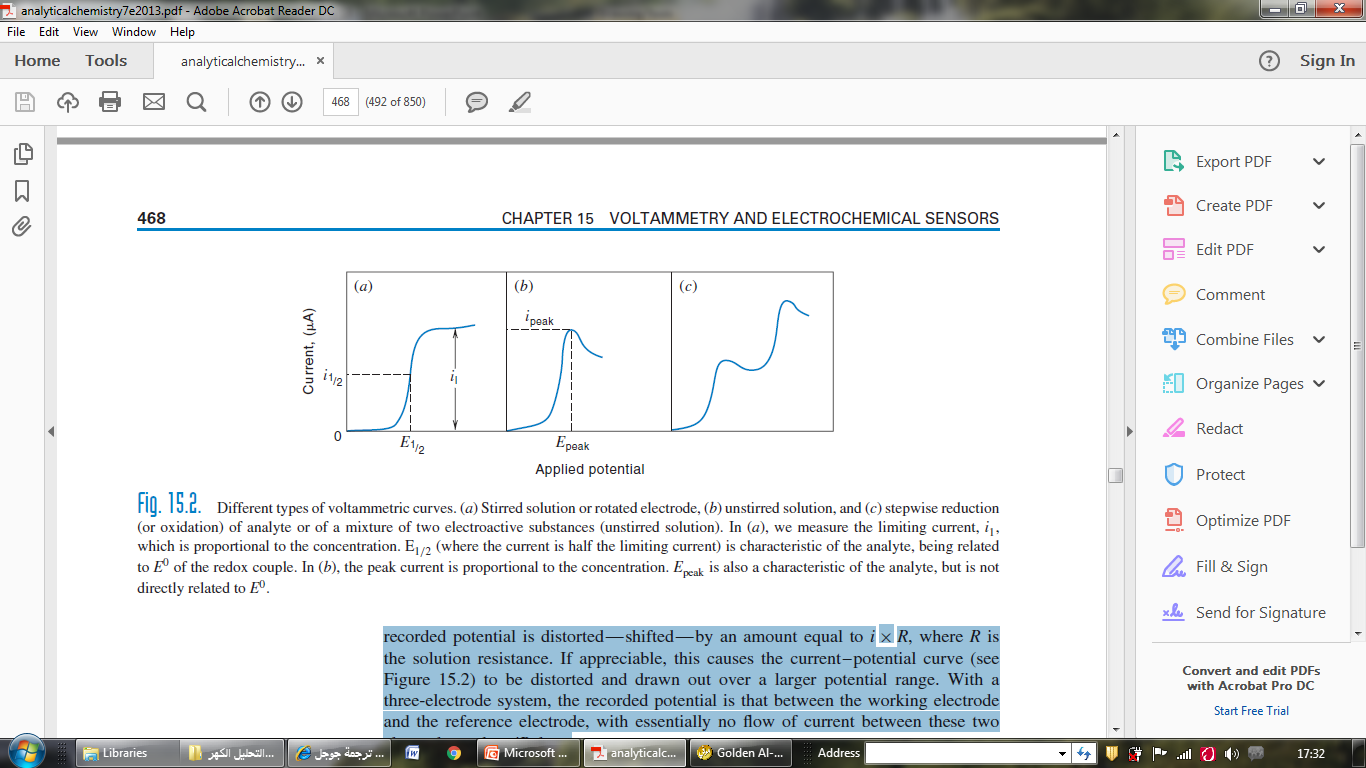 analyticalchemistry7e2013.pdf - Adobe Acrobat Reader DC
File Edit View Window Help
Home Tools analyticalchemistry... × ? Sign In
468 (492 of 850)
Export PDF
Create PDF
Edit PDF
Comment
Combine Files
Organize Pages
Redact
Protect
Optimize PDF
Fill & Sign
Send for Signature
Convert and edit PDFs
with Acrobat Pro DC
Start Free Trial
468 CHAPTER 15 VOLTAMMETRY AND ELECTROCHEMICAL SENSORS
(a) (b) (c)
Current, (μA)
i1/2
il
ipeak
0
E1/2
Epeak
Applied potential
Fig. 15.2. Different types of voltammetric curves. (a) Stirred solution or rotated electrode, (b) unstirred solution, and (c) stepwise reduction
(or oxidation) of analyte or of a mixture of two electroactive substances (unstirred solution). In (a), we measure the limiting current, il,
which is proportional to the concentration. E1/2 (where the current is half the limiting current) is characteristic of the analyte, being related
to E0 of the redox couple. In (b), the peak current is proportional to the concentration. Epeak is also a characteristic of the analyte, but is not
directly related to E0.
recorded potential is distorted—shifted—by an amount equal to i × R, where R is
the solution resistance. If appreciable, this causes the current–potential curve (see
Figure 15.2) to be distorted and drawn out over a larger potential range. With a
three-electrode system, the recorded potential is that between the working electrode
and the reference electrode, with essentially no flow of current between these two
Libraries التحليل الكهر... ترجمة جوجل ... Microsoft ... analyticalc... Golden Al-... Address 17:32